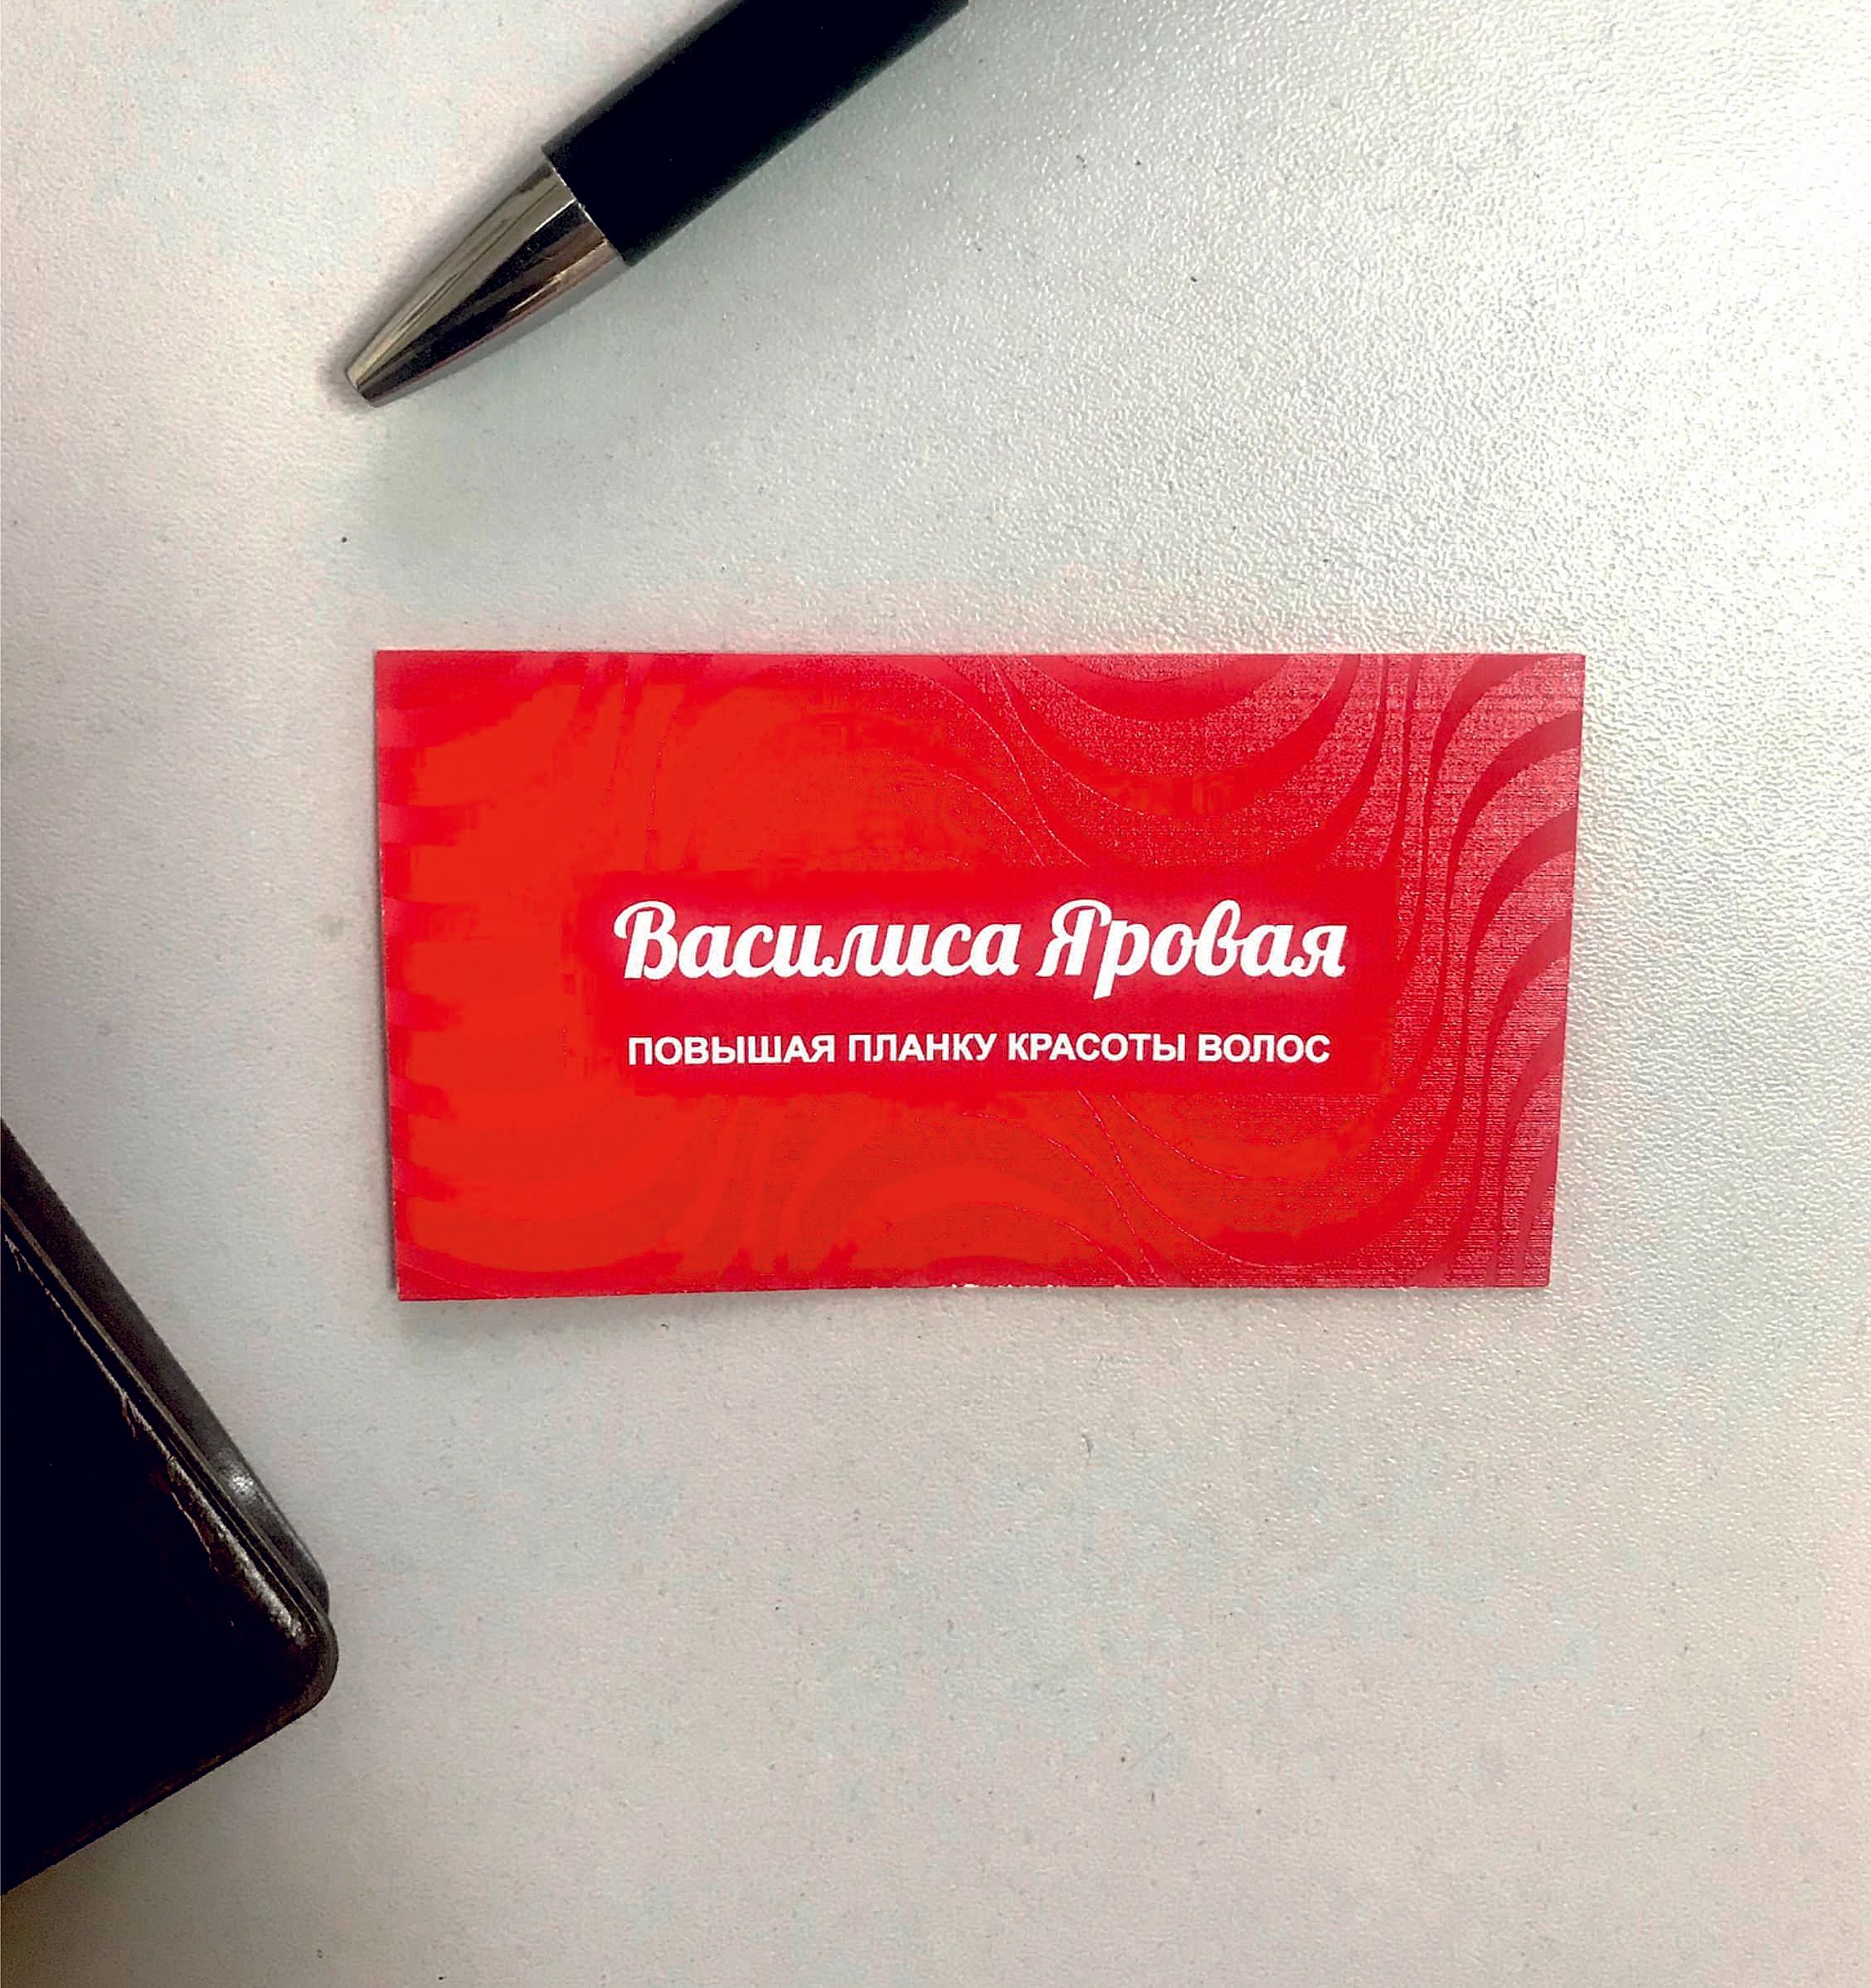 Василиса Яровая
ПОВЫШАЯ ПЛАНКУ КРАСОТЫ ВОЛОС